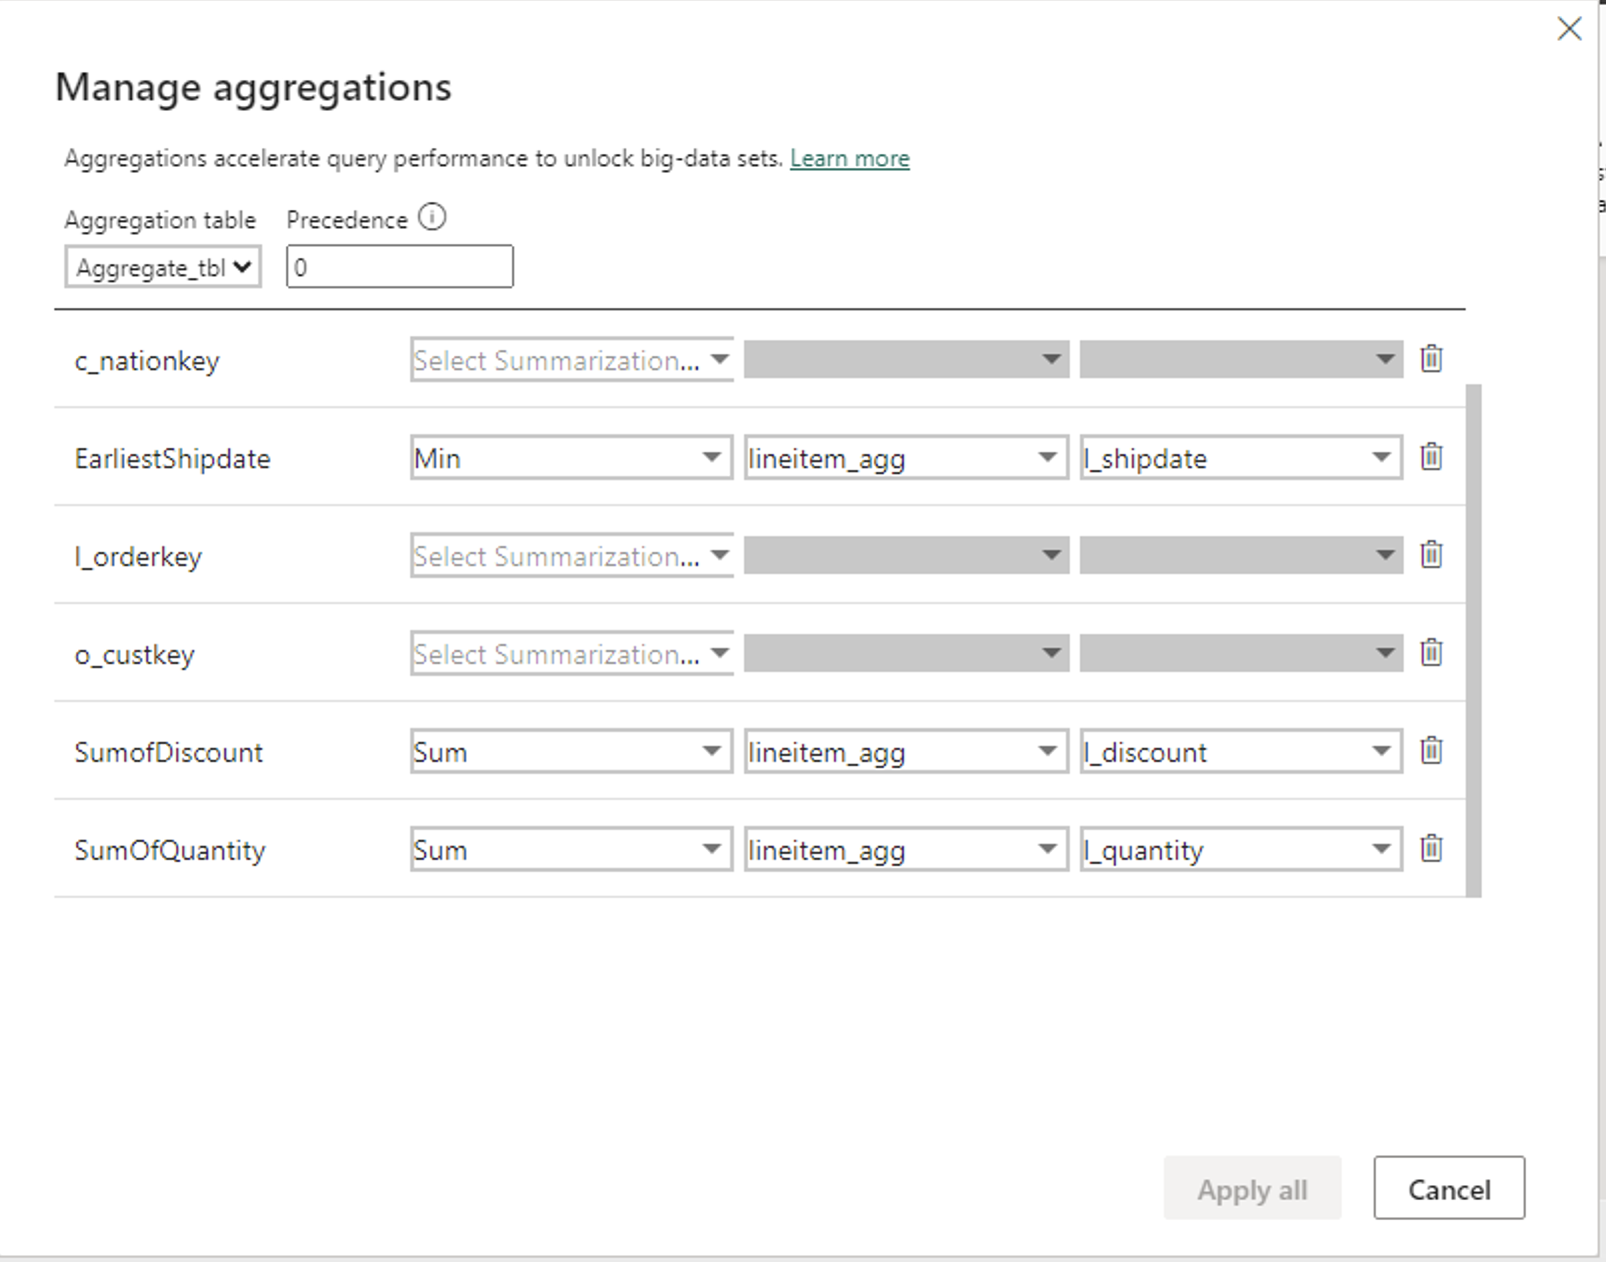 Manage aggregations
Aggregations accelerate query performance to unlock big-data sets. Learn more
Aggregation table Precedence
Aggregate_tbl 0
c_nationkey Select Summarization...
EarliestShipdate Min lineitem_agg l_shipdate
l_orderkey Select Summarization...
o_custkey Select Summarization...
SumofDiscount Sum lineitem_agg l_discount
SumOfQuantity Sum lineitem_agg l_quantity
Apply all Cancel